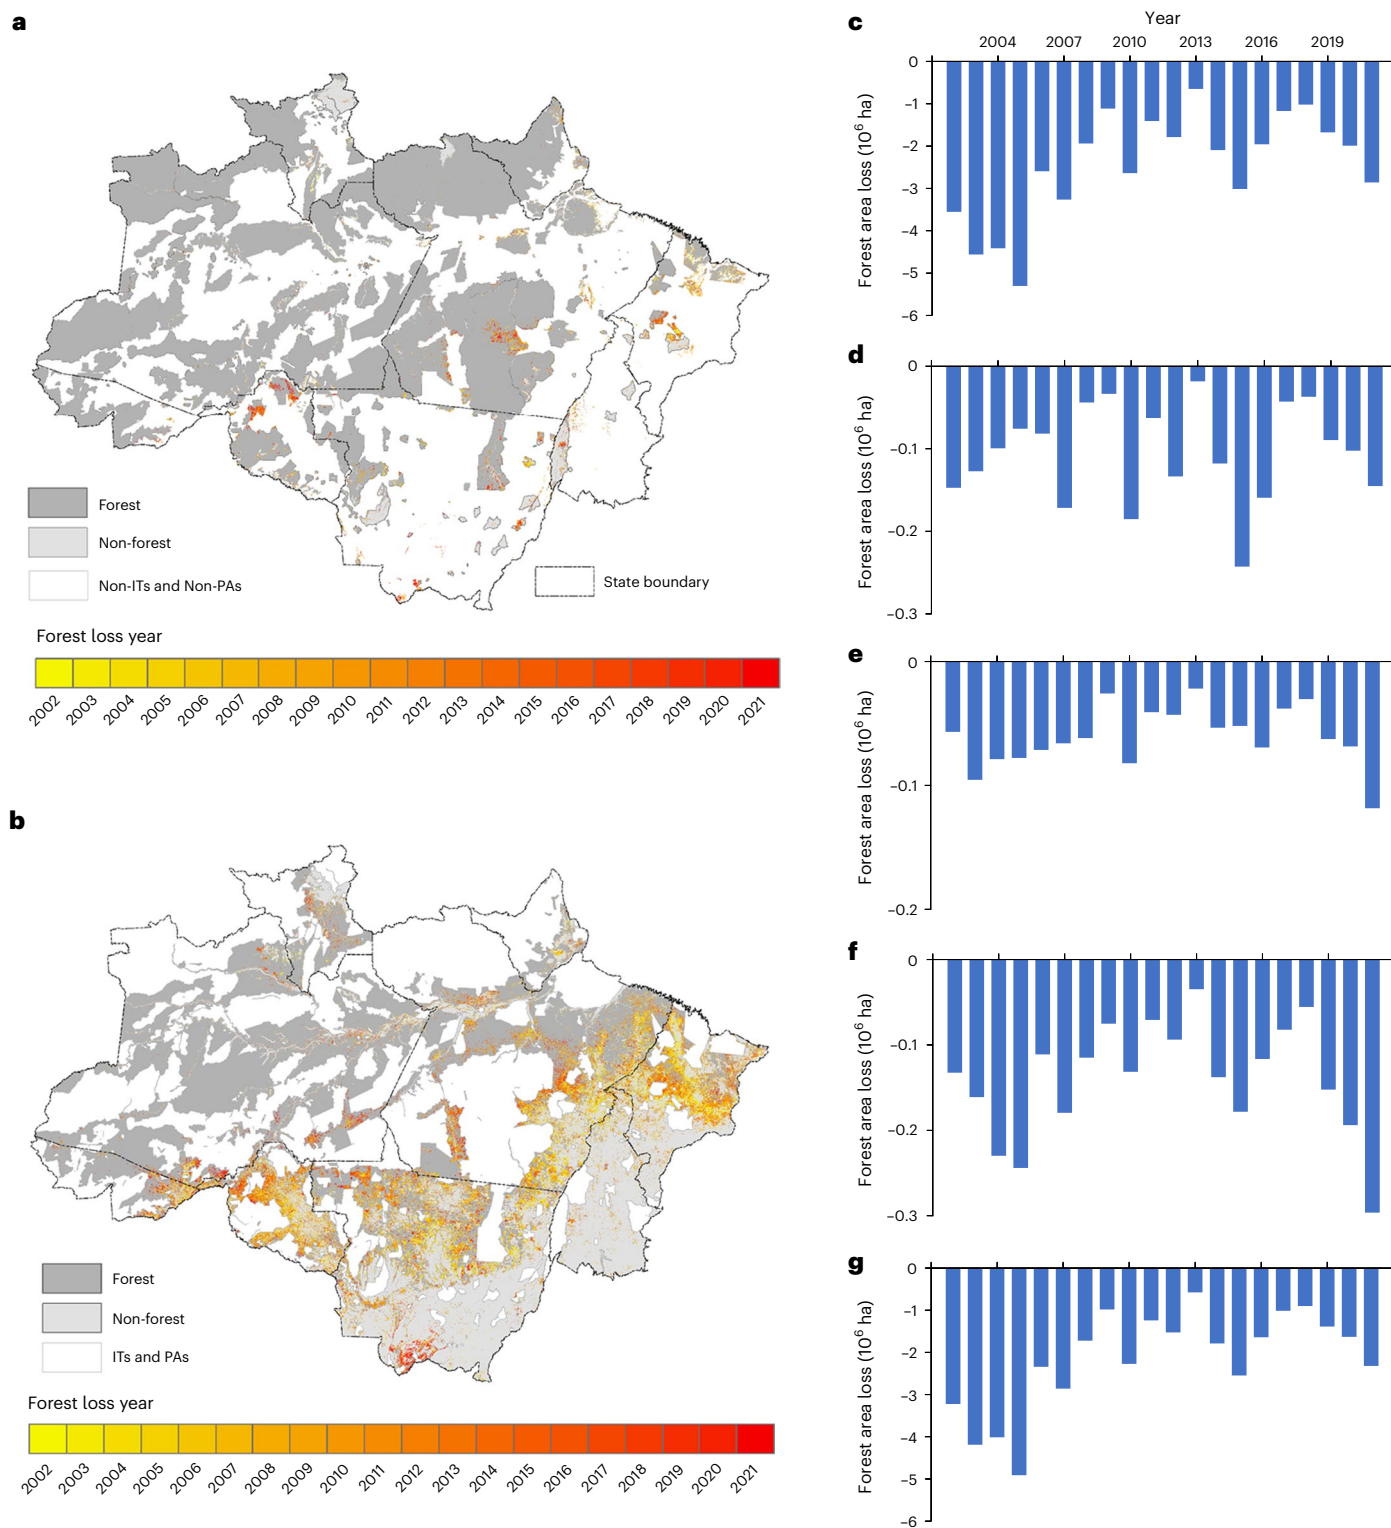 a
Forest
Non-forest
Non-ITs and Non-PAs
State boundary
Forest loss year
2002 2003 2004 2005 2006 2007 2008 2009 2010 2011 2012 2013 2014 2015 2016 2017 2018 2019 2020 2021
b
Forest
Non-forest
ITs and PAs
Forest loss year
2002 2003 2004 2005 2006 2007 2008 2009 2010 2011 2012 2013 2014 2015 2016 2017 2018 2019 2020 2021
c
Year
2004 2007 2010 2013 2016 2019
Forest area loss (10⁶ ha)
0
–1
–2
–3
–4
–5
–6
d
Forest area loss (10⁶ ha)
0
–0.1
–0.2
–0.3
e
Forest area loss (10⁶ ha)
0
–0.1
–0.2
f
Forest area loss (10⁶ ha)
0
–0.1
–0.2
–0.3
g
Forest area loss (10⁶ ha)
0
–1
–2
–3
–4
–5
–6